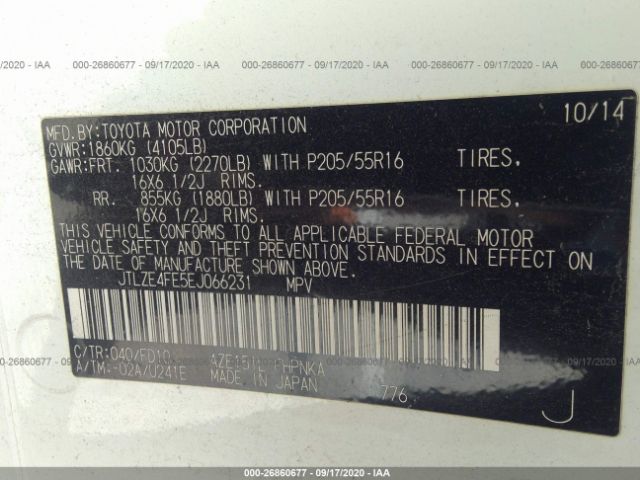 000-26860677 - 09/17/2020 - IAA
MFD.BY:TOYOTA MOTOR CORPORATION 10/14
GVWR:1860KG (4105LB)
GAWR:FRT. 1030KG (2270LB) WITH P205/55R16 TIRES.
16X6 1/2J RIMS.
RR. 855KG (1880LB) WITH P205/55R16 TIRES.
16X6 1/2J RIMS.
THIS VEHICLE CONFORMS TO ALL APPLICABLE FEDERAL MOTOR
VEHICLE SAFETY AND THEFT PREVENTION STANDARDS IN EFFECT ON
THE DATE OF MANUFACTURE SHOWN ABOVE.
JTLZE4FE5EJ066231 MPV
C/TR:040/FD10 AZE151L-FHPNKA
A/TM:-02A/U241E MADE IN JAPAN 776
J
000-26860677 - 09/17/2020 - IAA